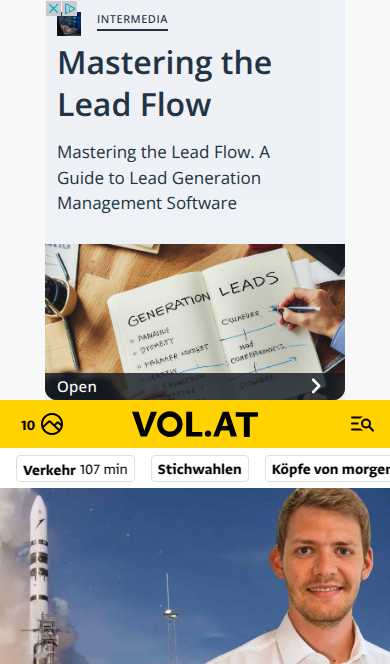 INTERMEDIA
Mastering the
Lead Flow
Mastering the Lead Flow. A
Guide to Lead Generation
Management Software
GENERATION LEADS
Open
10 VOL.AT
Verkehr 107 min Stichwahlen Köpfe von morgen